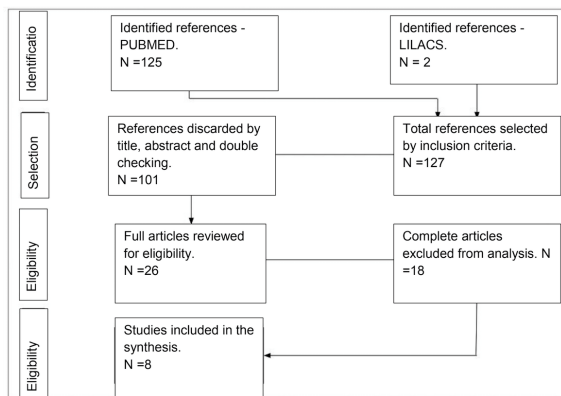 Identificatio
Identified references -
PUBMED.
N =125
Identified references -
LILACS.
N = 2
Selection
References discarded by
title, abstract and double
checking.
N =101
Total references selected
by inclusion criteria.
N =127
Eligibility
Full articles reviewed
for eligibility.
N =26
Complete articles
excluded from analysis. N
=18
Eligibility
Studies included in the
synthesis.
N =8